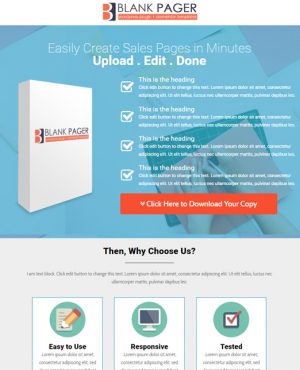 BLANK PAGER
wordpress plugin + elementor templates
Easily Create Sales Pages in Minutes
Upload . Edit . Done
This is the heading
Click edit button to change this text. Lorem ipsum dolor sit amet, consectetur
adipiscing elit. Ut elit tellus, luctus nec ullamcorper mattis, pulvinar dapibus leo.
This is the heading
Click edit button to change this text. Lorem ipsum dolor sit amet, consectetur
adipiscing elit. Ut elit tellus, luctus nec ullamcorper mattis, pulvinar dapibus leo.
This is the heading
Click edit button to change this text. Lorem ipsum dolor sit amet, consectetur
adipiscing elit. Ut elit tellus, luctus nec ullamcorper mattis, pulvinar dapibus leo.
This is the heading
Click edit button to change this text. Lorem ipsum dolor sit amet, consectetur
adipiscing elit. Ut elit tellus, luctus nec ullamcorper mattis, pulvinar dapibus leo.
BLANK PAGER
Click Here to Download Your Copy
Then, Why Choose Us?
I am text block. Click edit button to change this text. Lorem ipsum dolor sit amet,
consectetur adipiscing elit. Ut elit tellus, luctus nec ullamcorper
mattis, pulvinar dapibus leo.
Easy to Use
Lorem ipsum dolor sit amet,
consectetur adipiscing elit.
Responsive
Lorem ipsum dolor sit amet,
consectetur adipiscing elit.
Tested
Lorem ipsum dolor sit amet,
consectetur adipiscing elit.